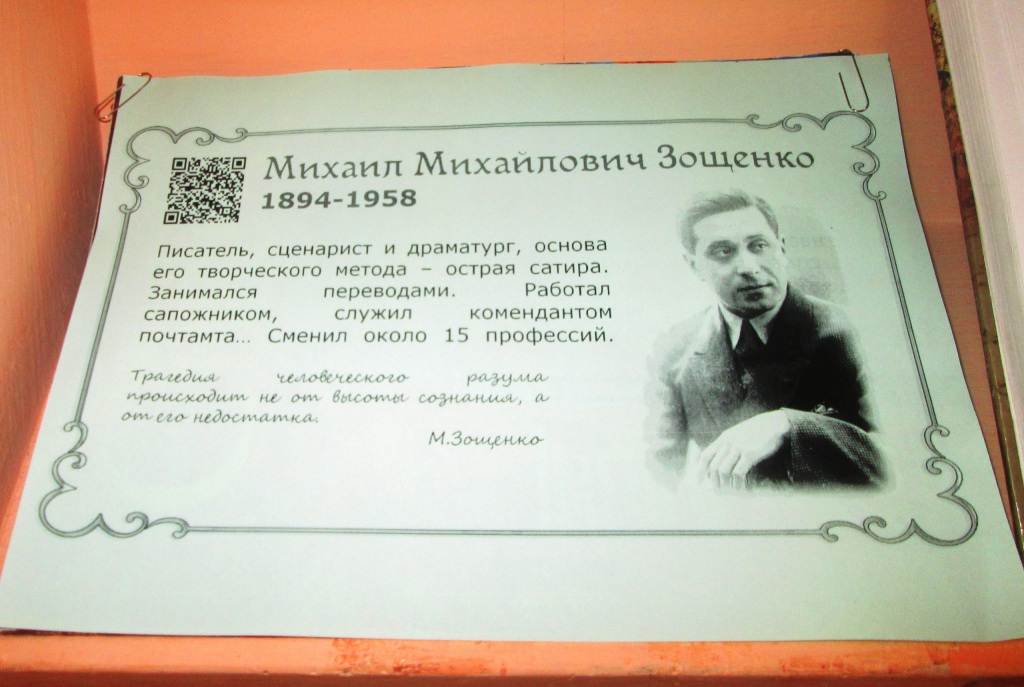 Михаил Михайлович Зощенко
1894-1958
Писатель, сценарист и драматург, основа
его творческого метода – острая сатира.
Занимался переводами. Работал
сапожником, служил комендантом
почтамта... Сменил около 15 профессий.
Трагедия человеческого разума
происходит не от высоты сознания, а
от его недостатка.
М.Зощенко